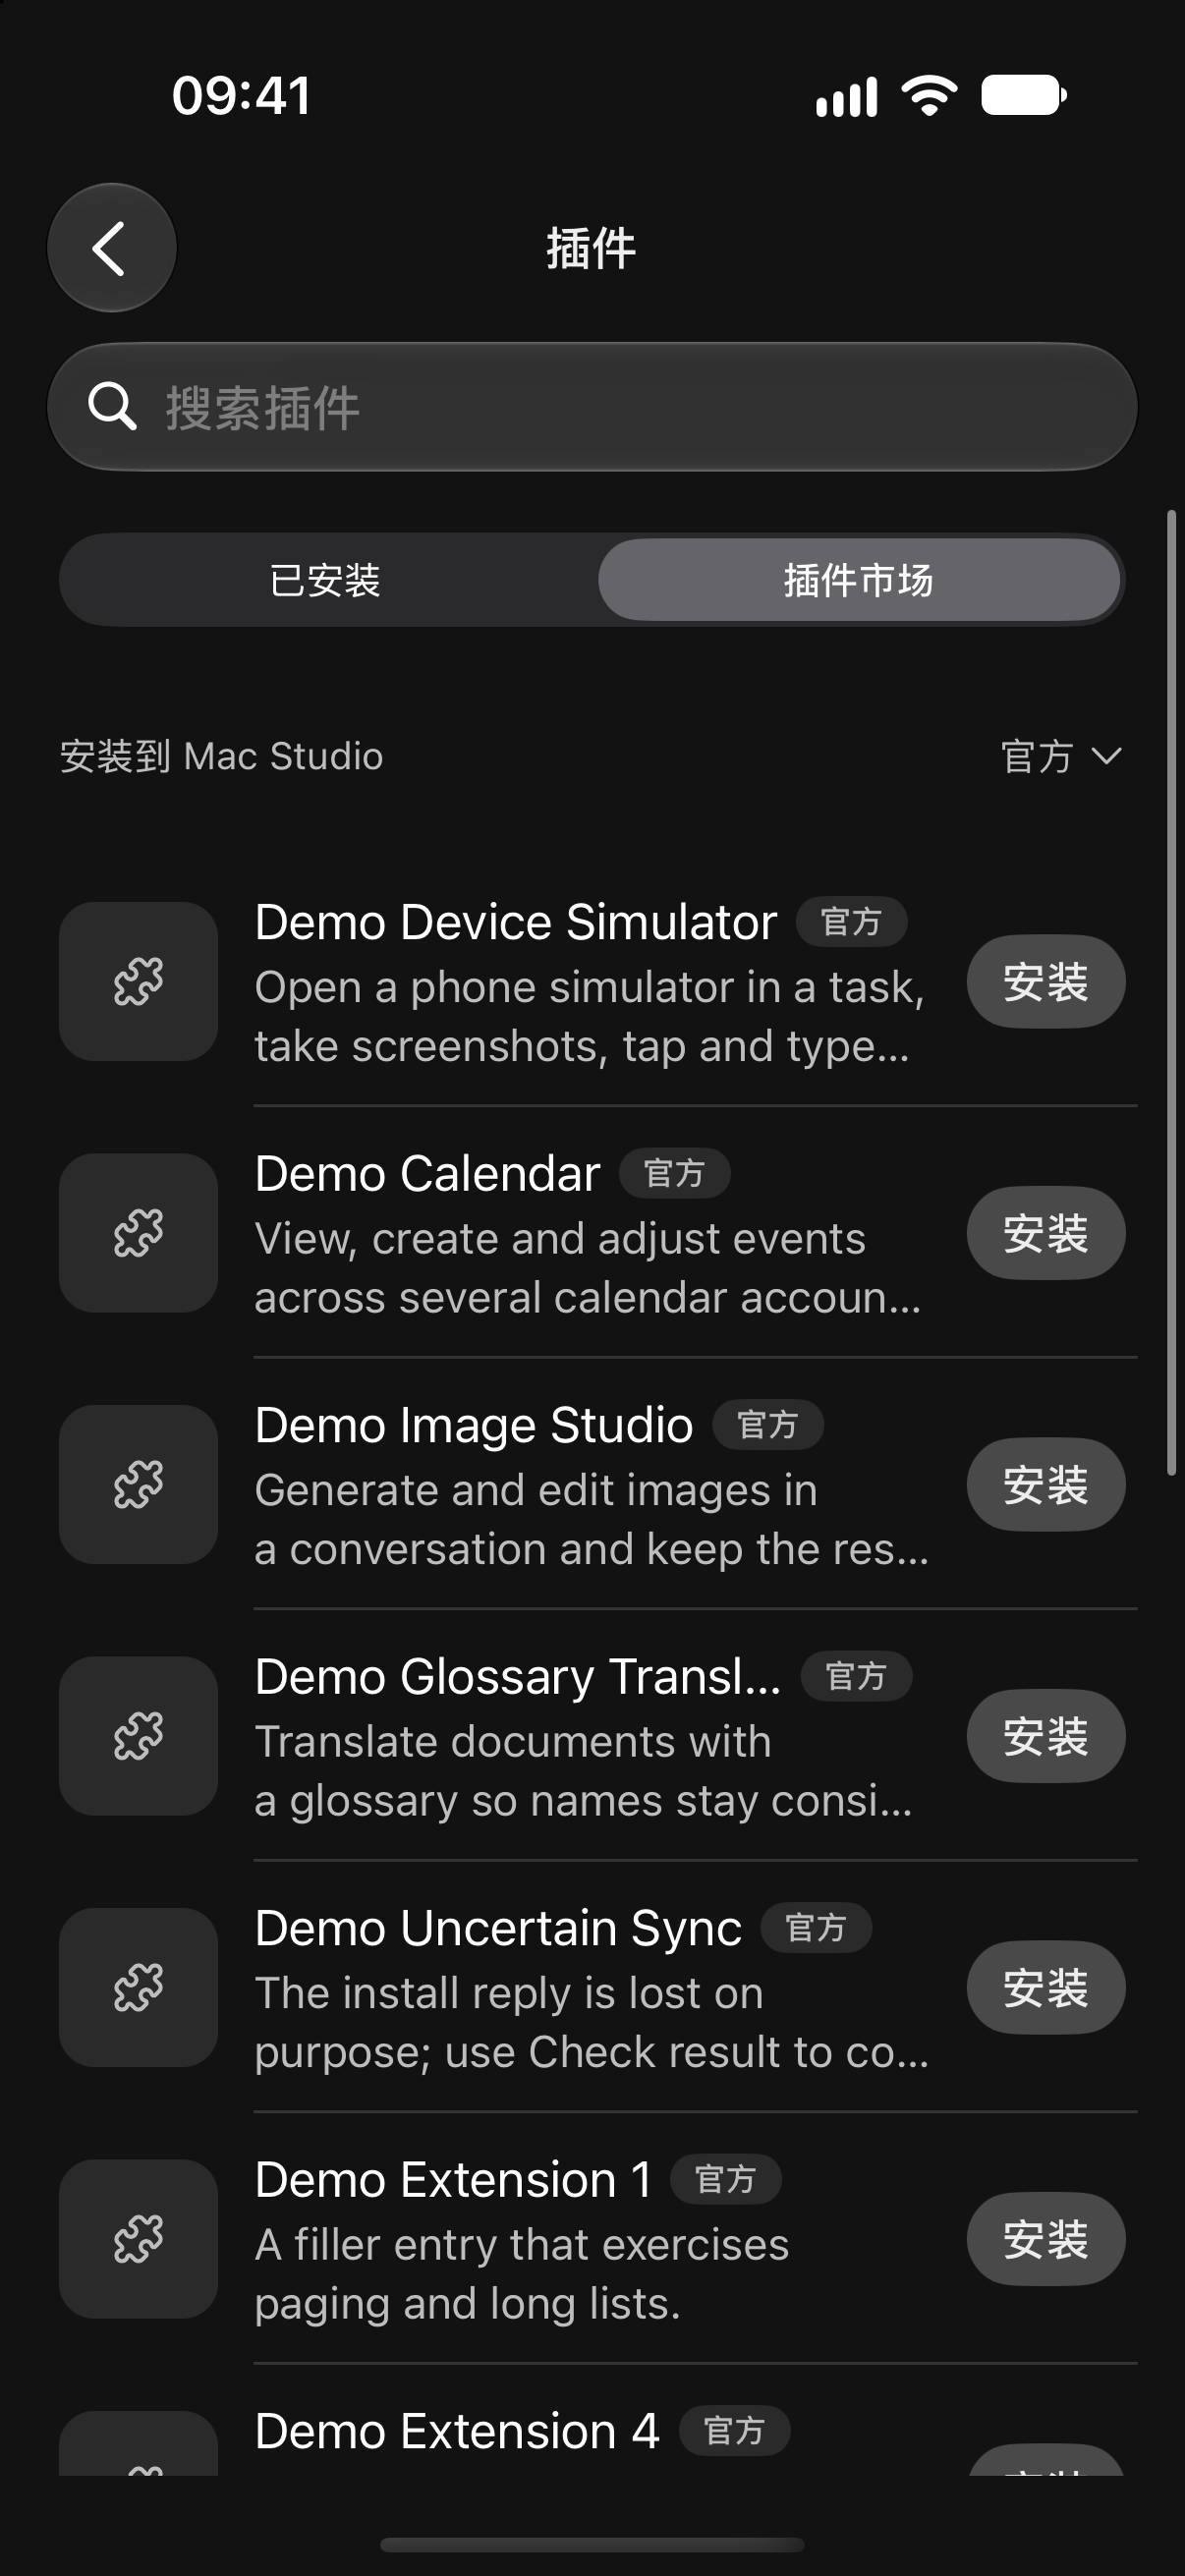 09:41
插件
搜索插件
已安装
插件市场
安装到 Mac Studio
官方
Demo Device Simulator 官方
Open a phone simulator in a task,
take screenshots, tap and type...
安装
Demo Calendar 官方
View, create and adjust events
across several calendar accoun...
安装
Demo Image Studio 官方
Generate and edit images in
a conversation and keep the res...
安装
Demo Glossary Transl... 官方
Translate documents with
a glossary so names stay consi...
安装
Demo Uncertain Sync 官方
The install reply is lost on
purpose; use Check result to co...
安装
Demo Extension 1 官方
A filler entry that exercises
paging and long lists.
安装
Demo Extension 4 官方